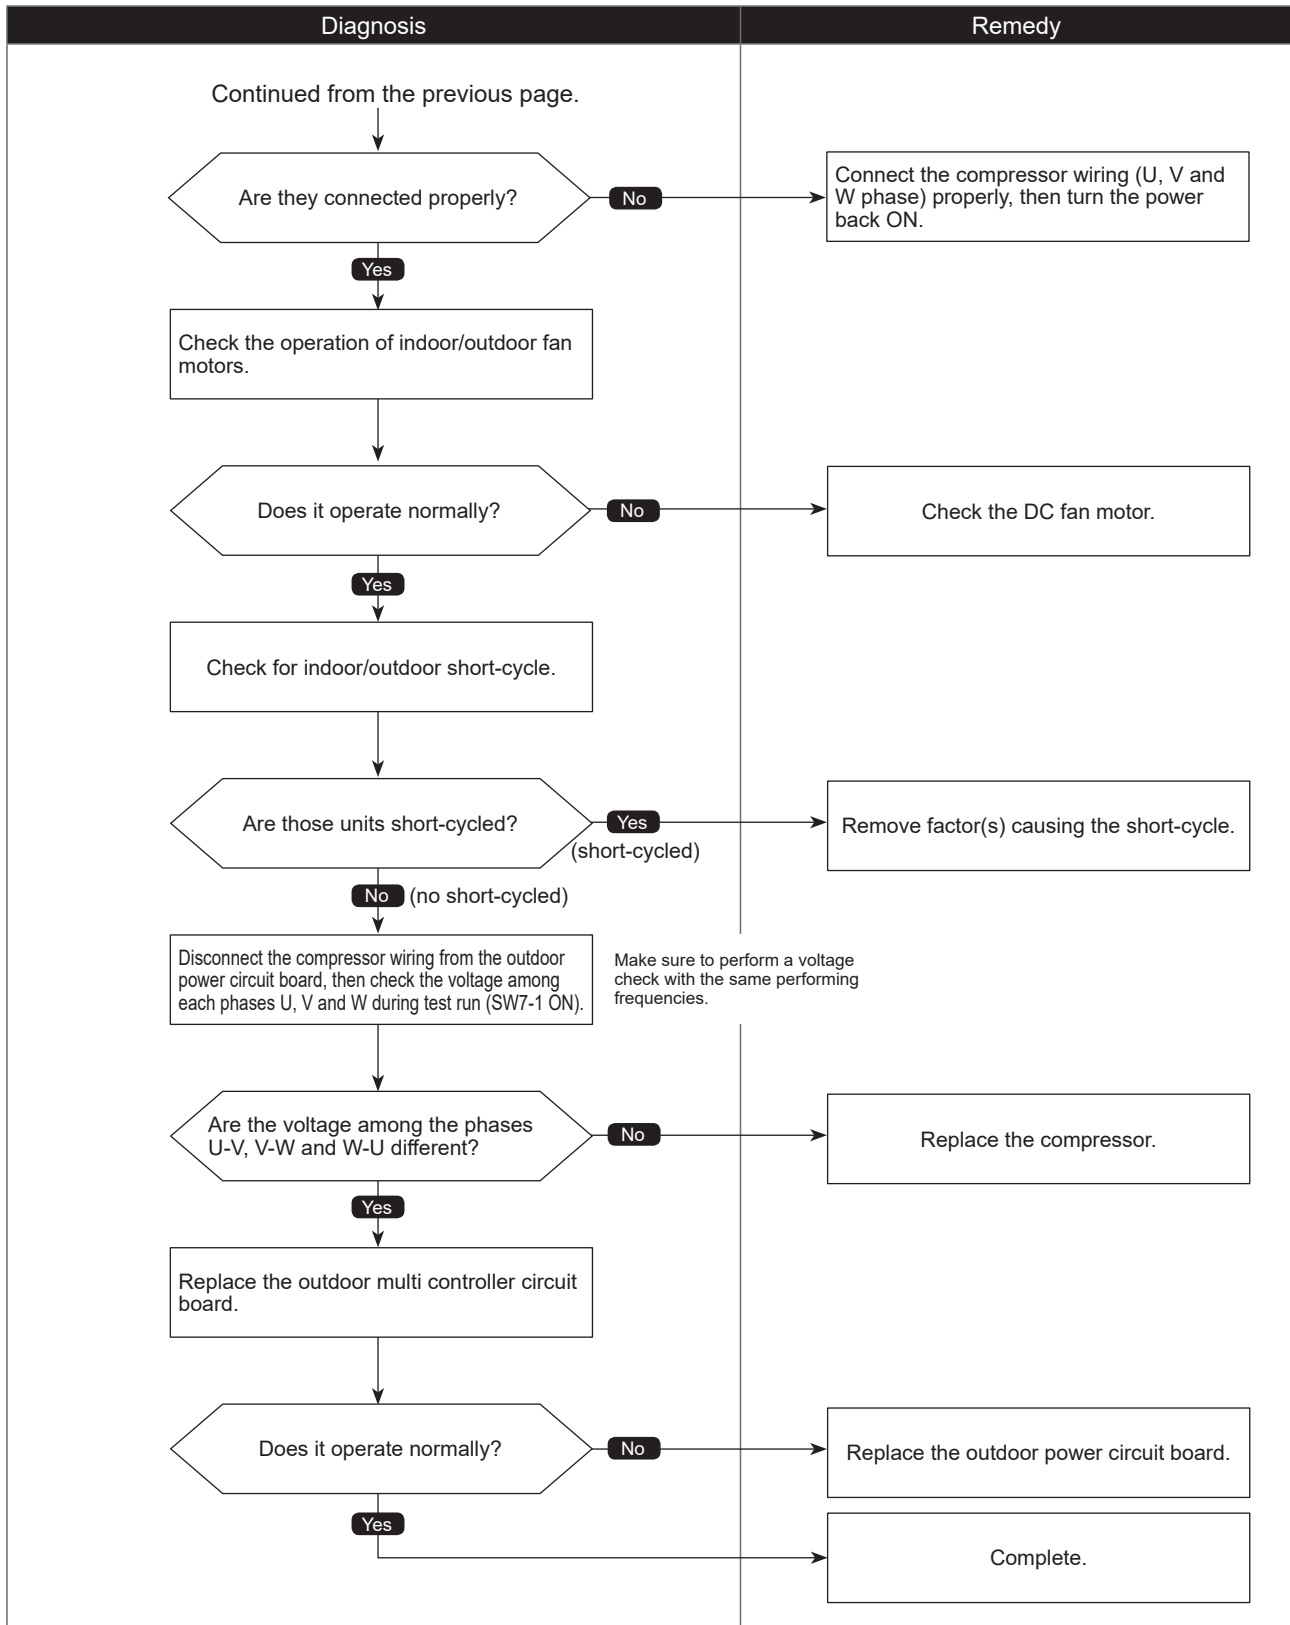 Diagnosis
Remedy
Continued from the previous page.
Are they connected properly?
No
Connect the compressor wiring (U, V and
W phase) properly, then turn the power
back ON.
Yes
Check the operation of indoor/outdoor fan
motors.
Does it operate normally?
No
Check the DC fan motor.
Yes
Check for indoor/outdoor short-cycle.
Are those units short-cycled?
Yes
(short-cycled)
Remove factor(s) causing the short-cycle.
No (no short-cycled)
Disconnect the compressor wiring from the outdoor
power circuit board, then check the voltage among
each phases U, V and W during test run (SW7-1 ON).
Make sure to perform a voltage
check with the same performing
frequencies.
Are the voltage among the phases
U-V, V-W and W-U different?
No
Replace the compressor.
Yes
Replace the outdoor multi controller circuit
board.
Does it operate normally?
No
Replace the outdoor power circuit board.
Yes
Complete.